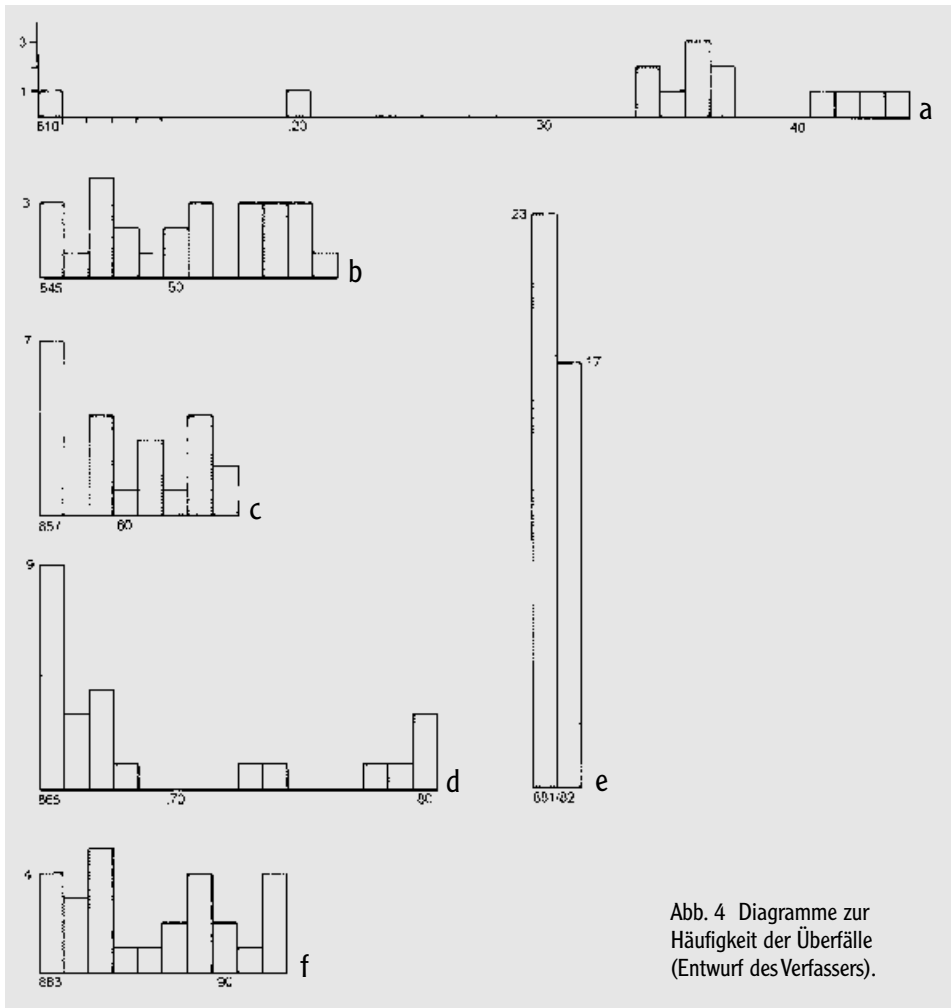 3
1
810
20
30
40
a
3
845
50
b
23
17
881/82
e
7
857
60
c
9
865
70
80
d
4
883
90
f
Abb. 4 Diagramme zur
Häufigkeit der Überfälle
(Entwurf des Verfassers).